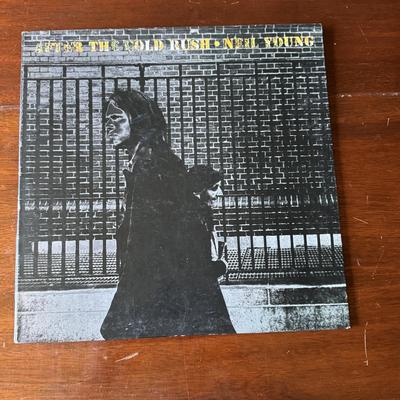 AFTER THE GOLD RUSH • NEIL YOUNG